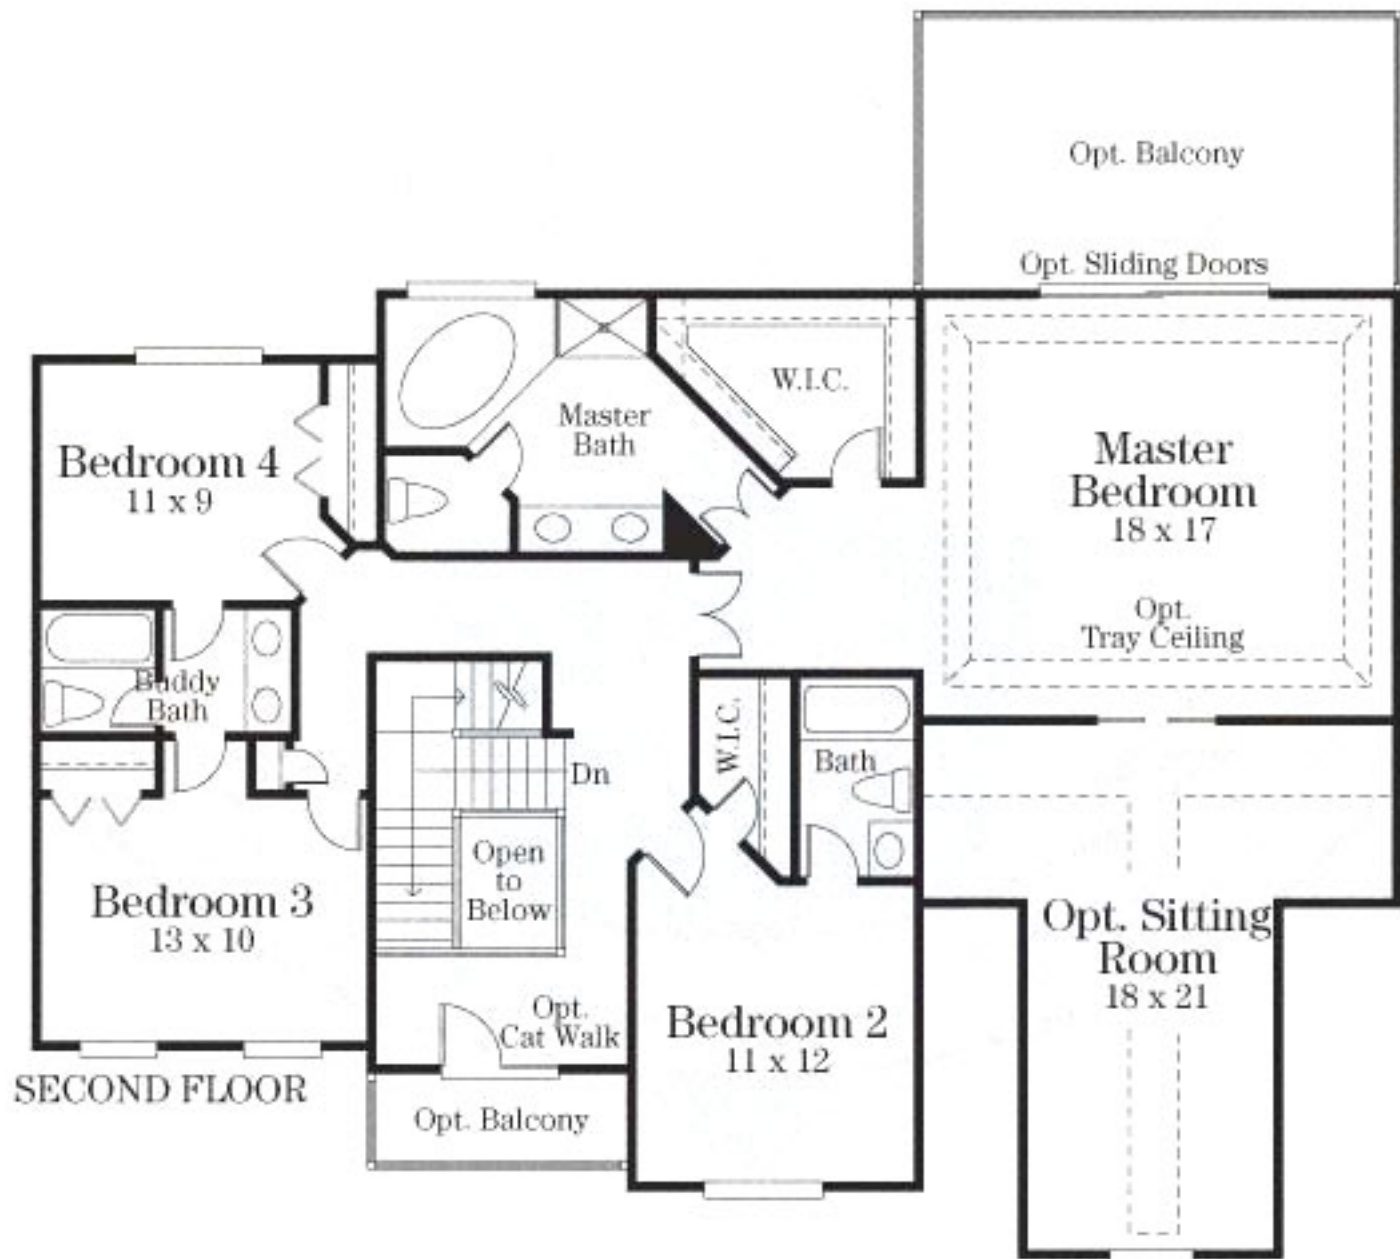 Opt. Balcony
Opt. Sliding Doors
W.I.C.
Master
Bath
Bedroom 4
11 x 9
Master
Bedroom
18 x 17
Opt.
Tray Ceiling
Buddy
Bath
W.I.C.
Bath
Dn
Open
to
Below
Bedroom 3
13 x 10
Opt. Sitting
Room
18 x 21
Opt.
Cat Walk
Bedroom 2
11 x 12
SECOND FLOOR
Opt. Balcony